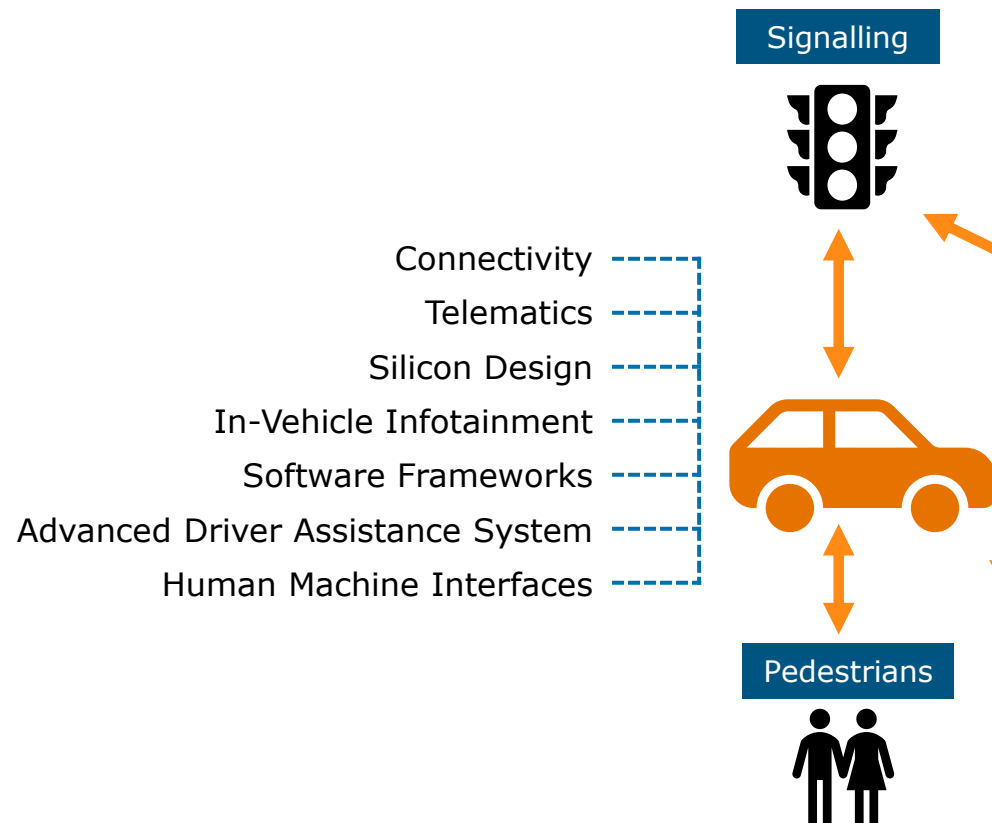 Signalling
Connectivity
Telematics
Silicon Design
In-Vehicle Infotainment
Software Frameworks
Advanced Driver Assistance System
Human Machine Interfaces
Pedestrians